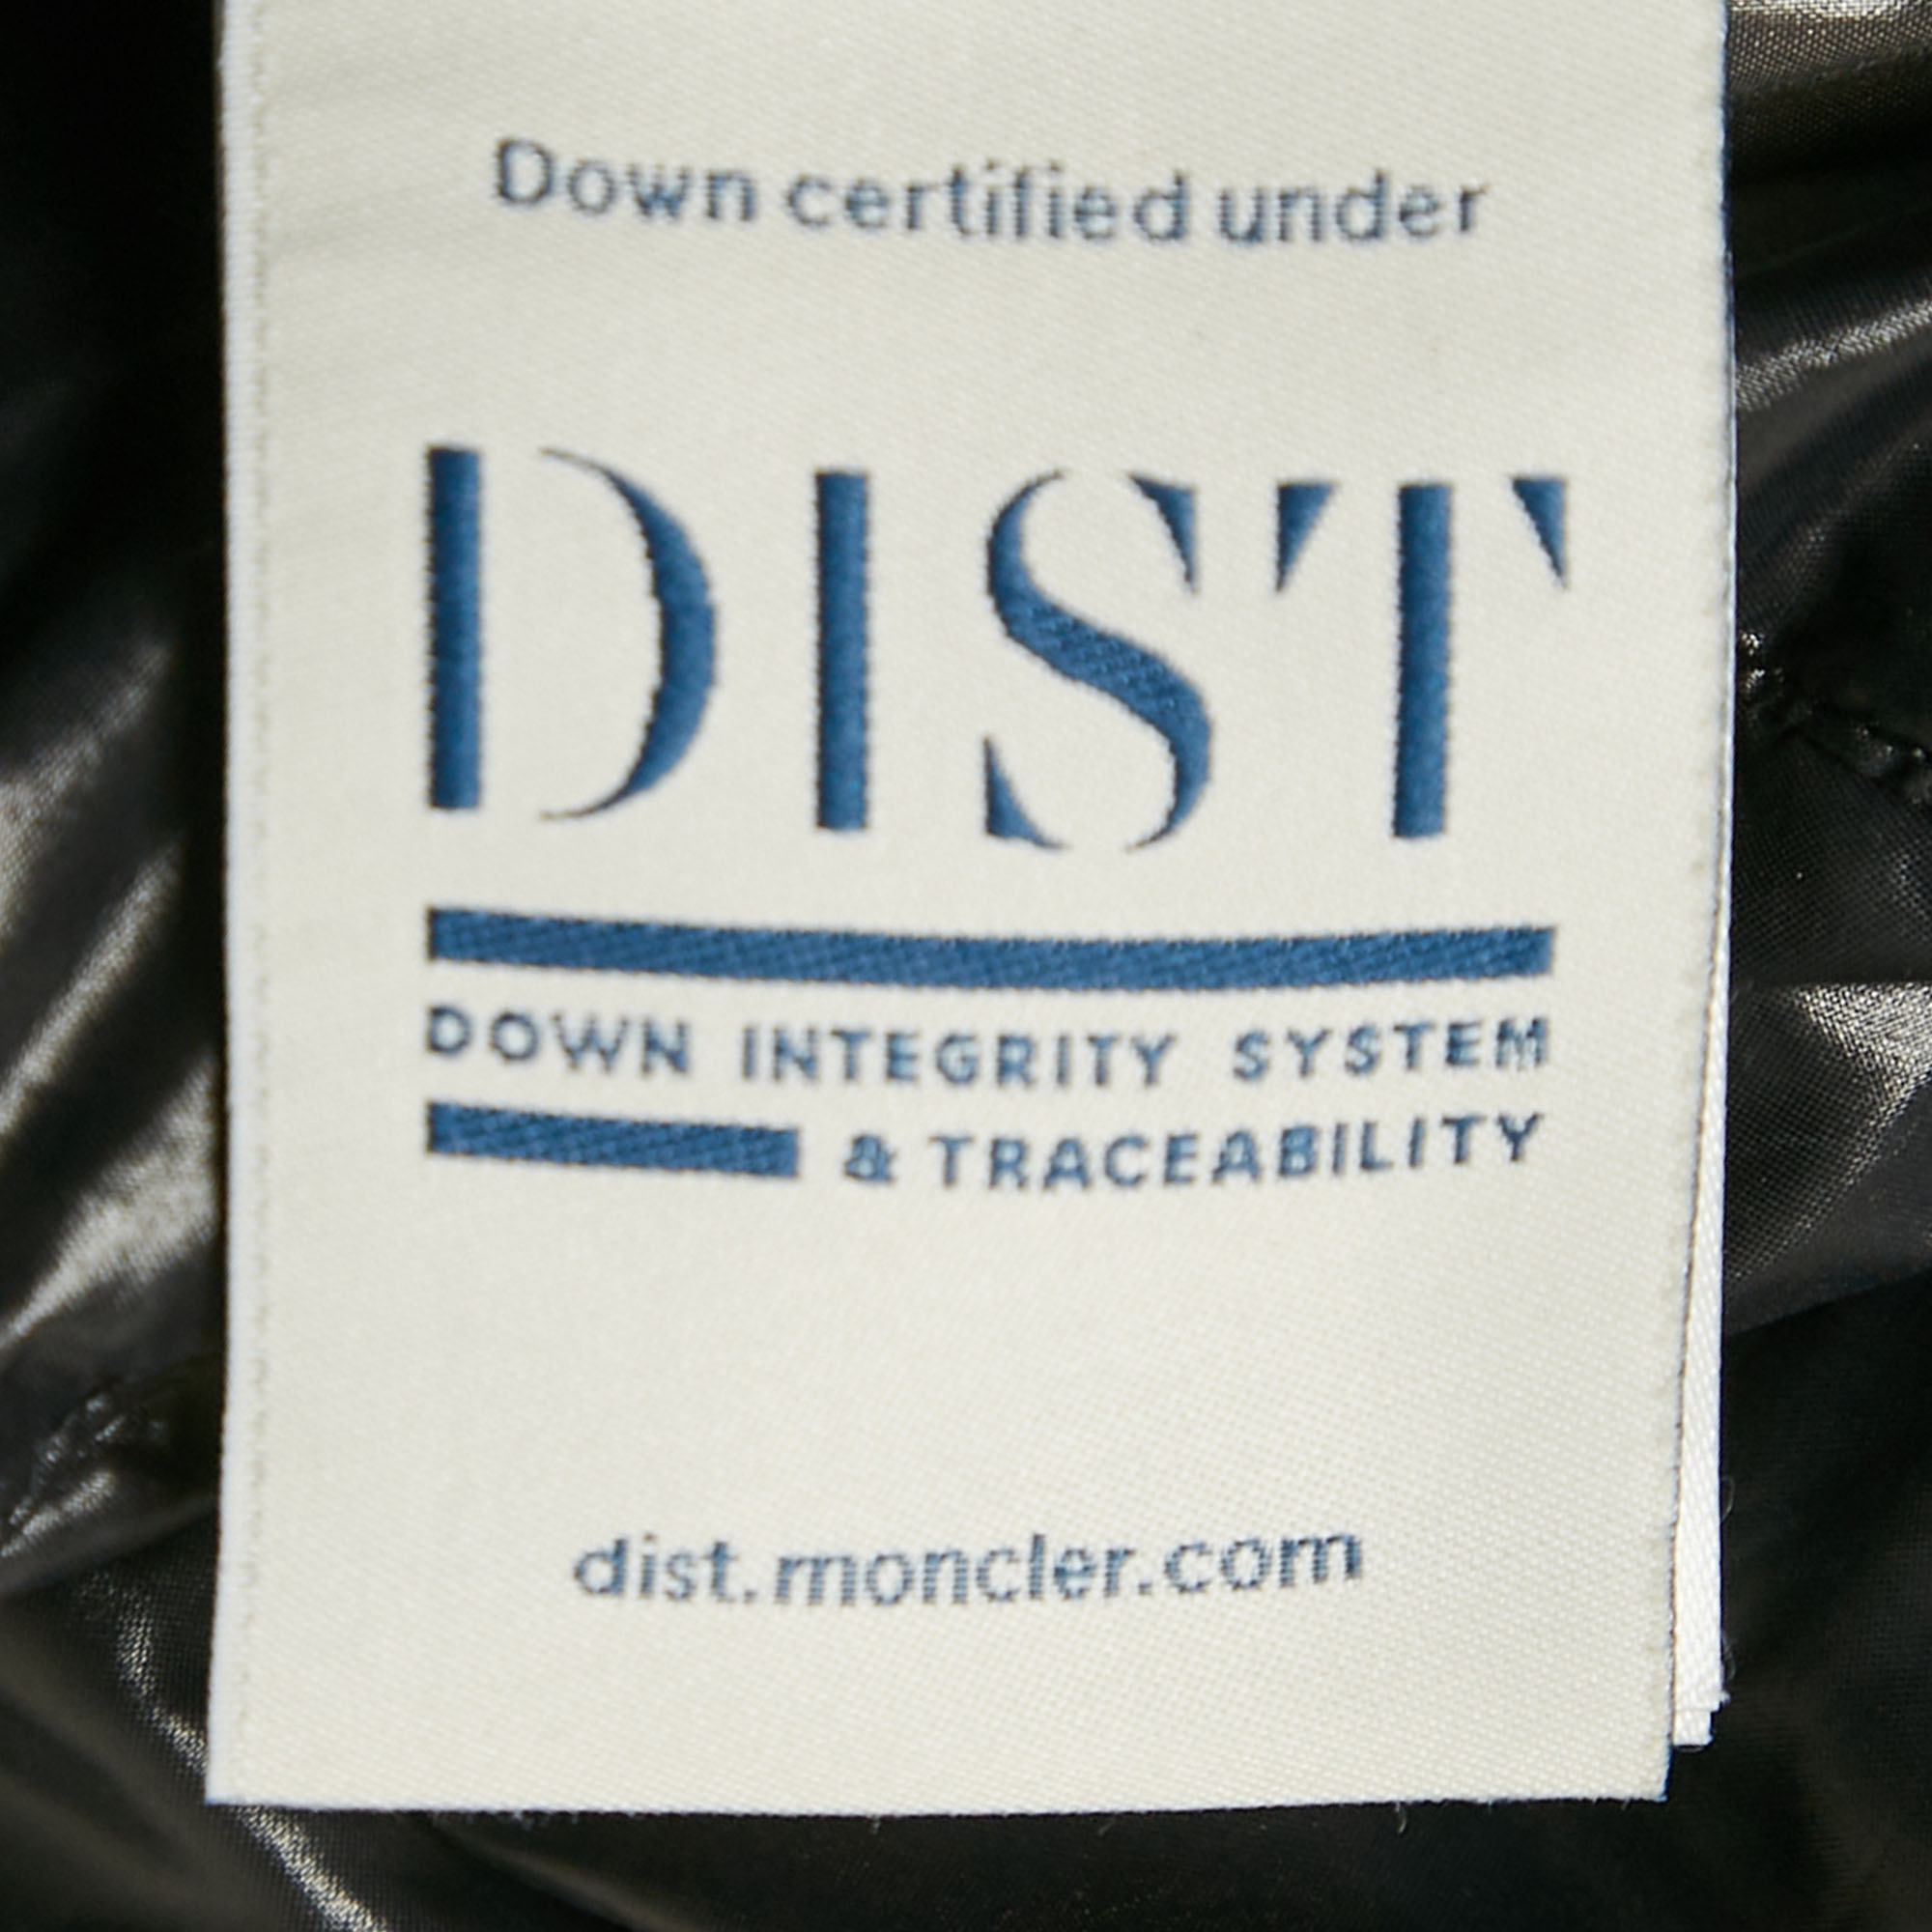 Down certified under
DIST
DOWN INTEGRITY SYSTEM
& TRACEABILITY
dist.moncler.com